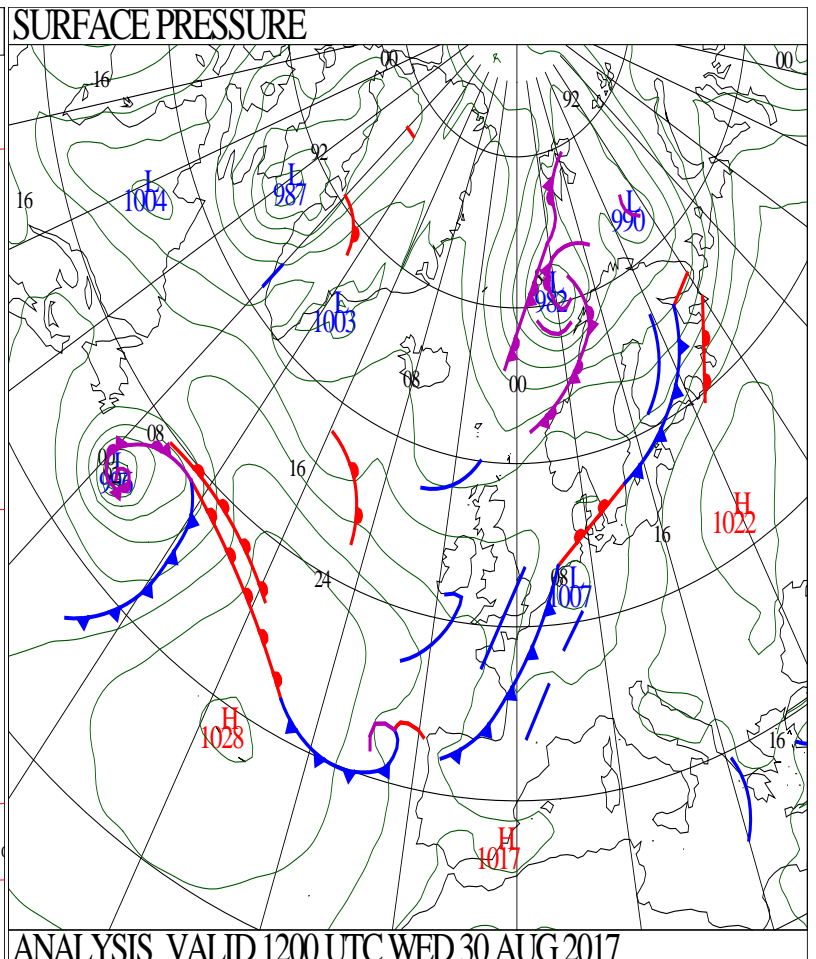 SURFACE PRESSURE
00
00
16
92
92
L
1004
L
987
16
L
990
L
982
L
1003
08
00
08
16
H
1022
16
24
08
L
1007
H
1028
16
H
1017
ANALYSIS VALID 1200 UTC WED 30 AUG 2017